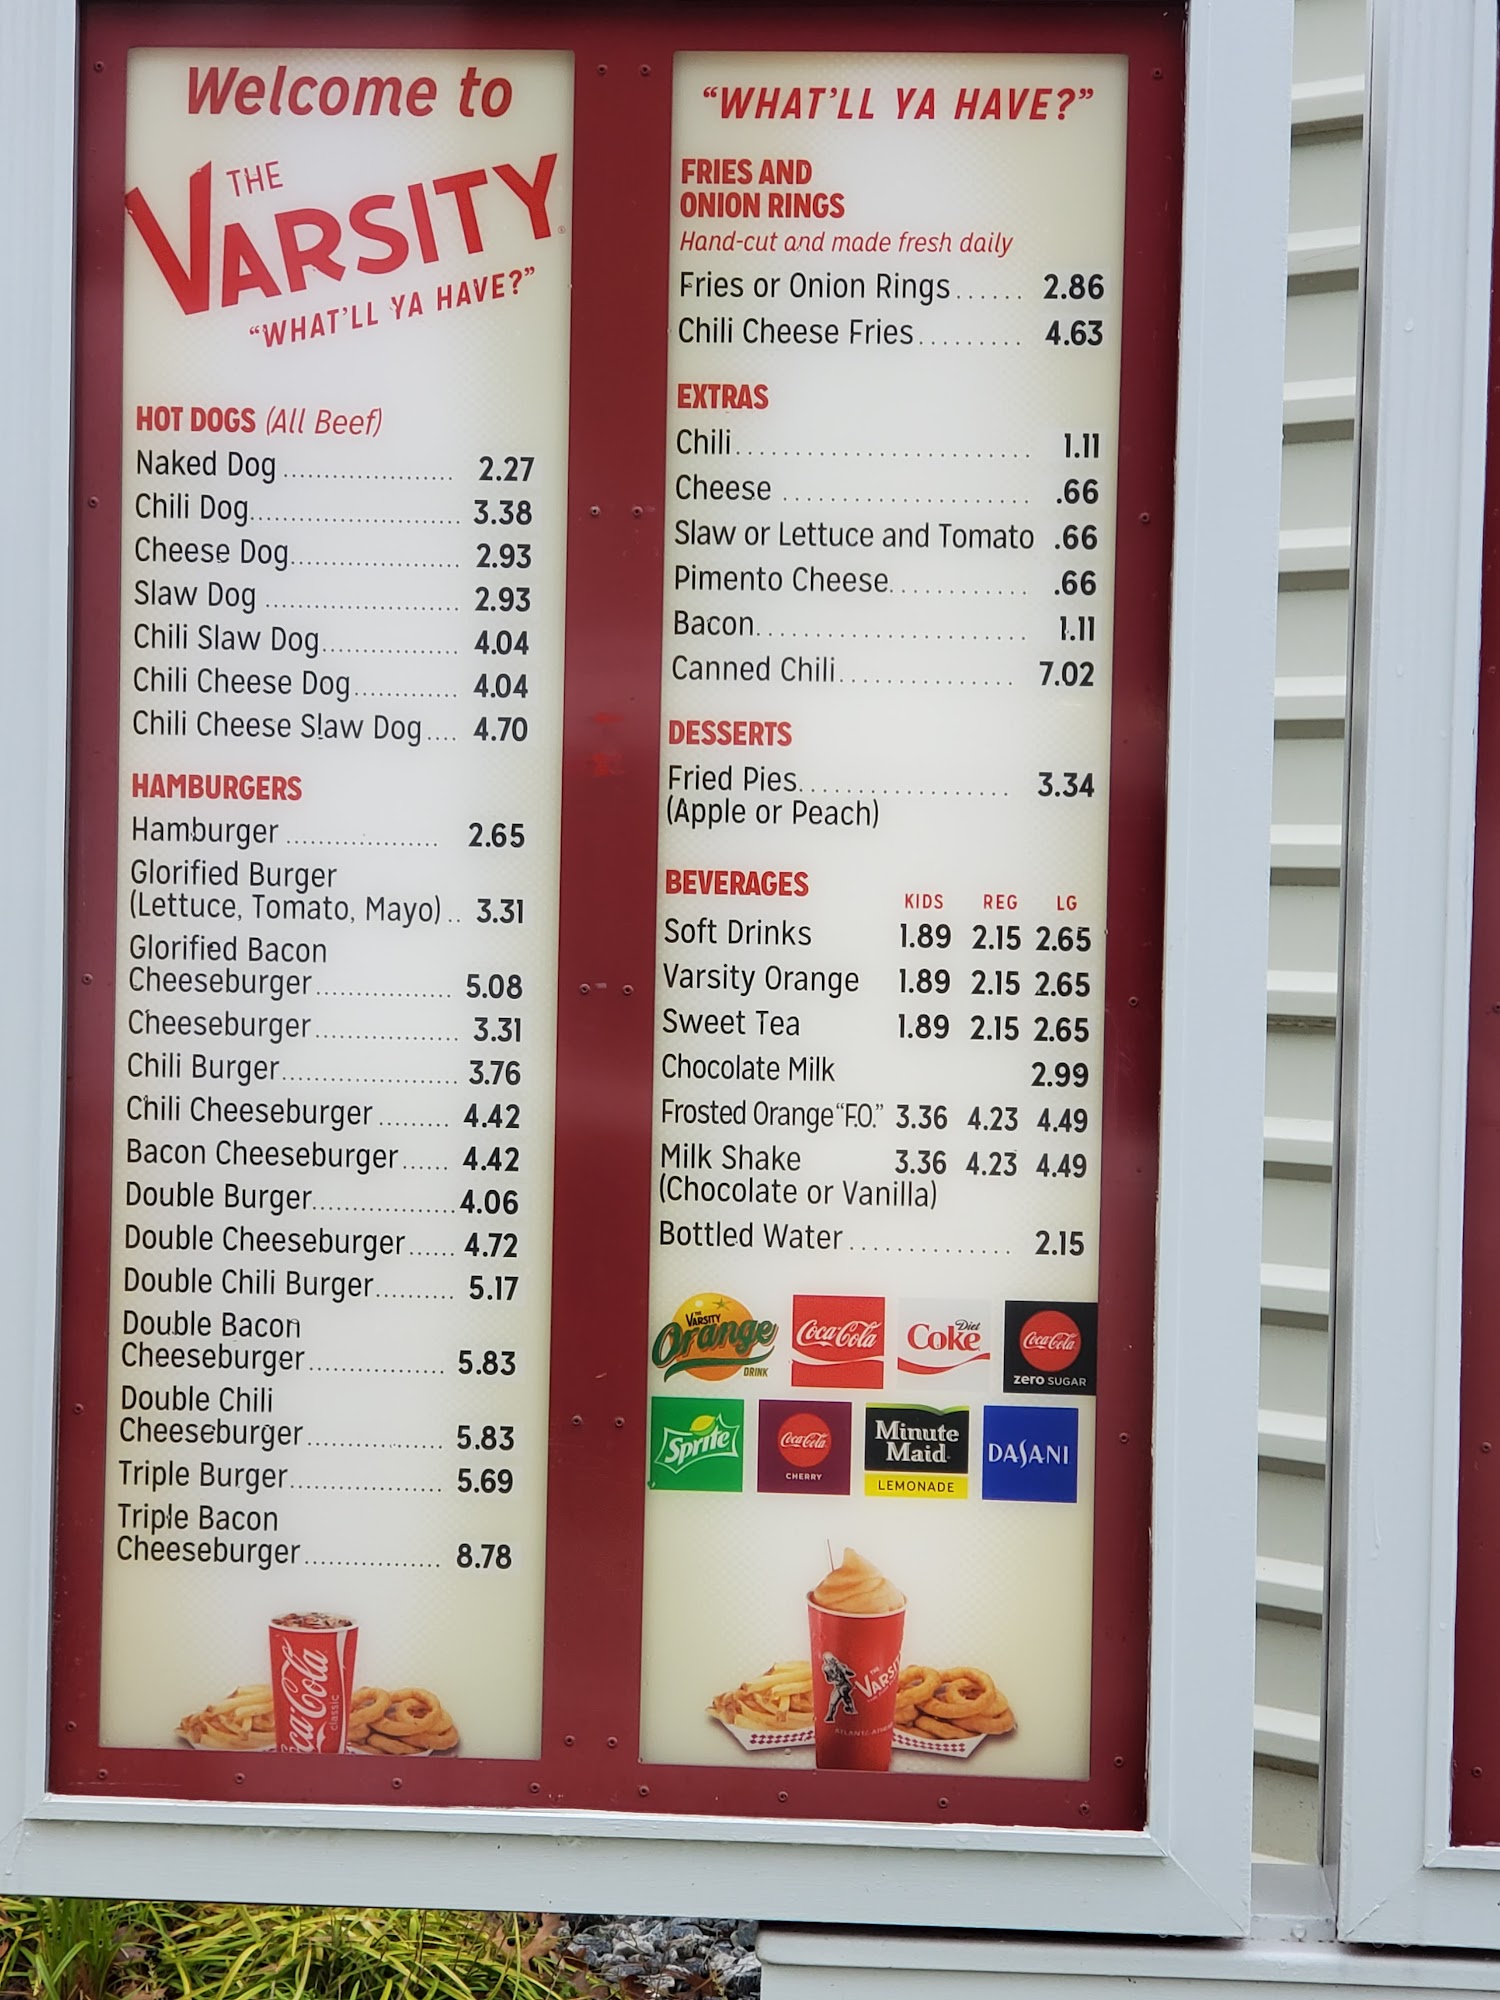 Welcome to
THE
VARSITY
"WHAT'LL YA HAVE?"
HOT DOGS (All Beef)
Naked Dog 2.27
Chili Dog 3.38
Cheese Dog 2.93
Slaw Dog 2.93
Chili Slaw Dog 4.04
Chili Cheese Dog 4.04
Chili Cheese Slaw Dog 4.70
HAMBURGERS
Hamburger 2.65
Glorified Burger
(Lettuce, Tomato, Mayo) 3.31
Glorified Bacon
Cheeseburger 5.08
Cheeseburger 3.31
Chili Burger 3.76
Chili Cheeseburger 4.42
Bacon Cheeseburger 4.42
Double Burger 4.06
Double Cheeseburger 4.72
Double Chili Burger 5.17
Double Bacon
Cheeseburger 5.83
Double Chili
Cheeseburger 5.83
Triple Burger 5.69
Triple Bacon
Cheeseburger 8.78
Coca-Cola
classic
"WHAT'LL YA HAVE?"
FRIES AND
ONION RINGS
Hand-cut and made fresh daily
Fries or Onion Rings 2.86
Chili Cheese Fries 4.63
EXTRAS
Chili 1.11
Cheese .66
Slaw or Lettuce and Tomato .66
Pimento Cheese .66
Bacon 1.11
Canned Chili 7.02
DESSERTS
Fried Pies 3.34
(Apple or Peach)
BEVERAGES KIDS REG LG
Soft Drinks 1.89 2.15 2.65
Varsity Orange 1.89 2.15 2.65
Sweet Tea 1.89 2.15 2.65
Chocolate Milk 2.99
Frosted Orange "F.O." 3.36 4.23 4.49
Milk Shake 3.36 4.23 4.49
(Chocolate or Vanilla)
Bottled Water 2.15
THE
VARSITY
Orange
DRINK
Coca-Cola
Diet
Coke
Coca-Cola
zero SUGAR
Sprite
Coca-Cola
CHERRY
Minute
Maid
LEMONADE
DASANI
THE
VARSITY